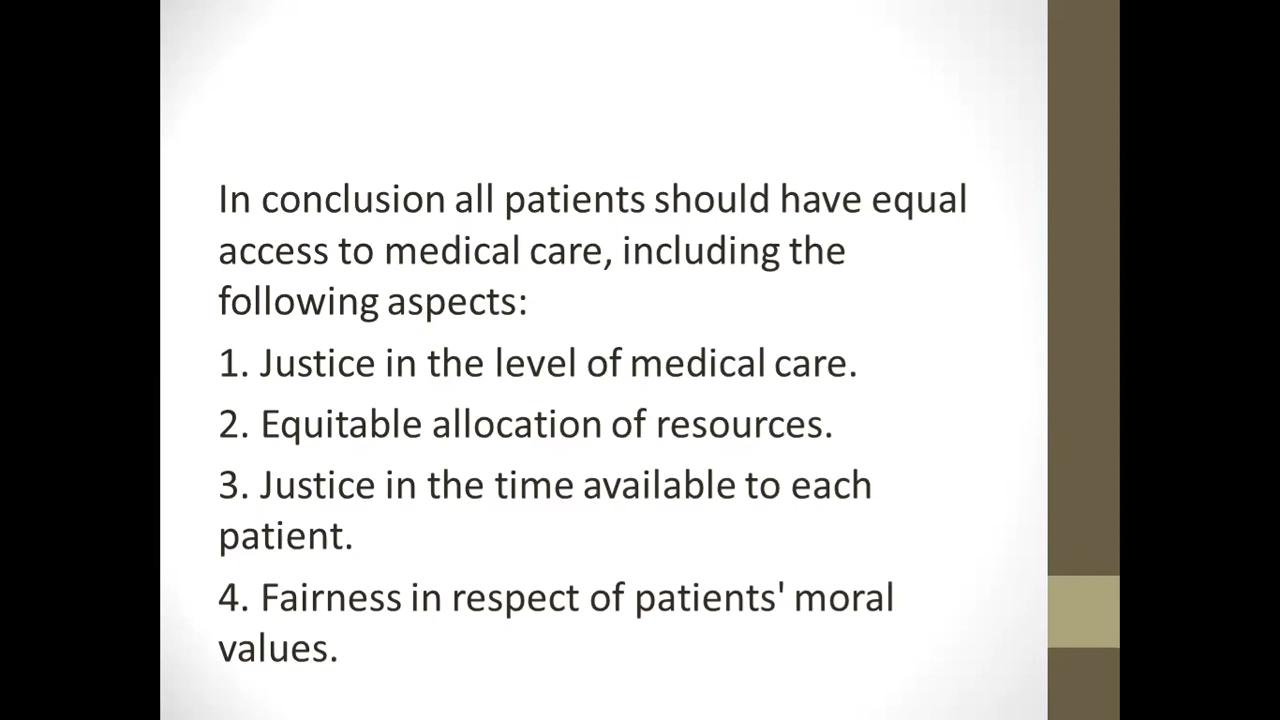 In conclusion all patients should have equal
access to medical care, including the
following aspects:
1. Justice in the level of medical care.
2. Equitable allocation of resources.
3. Justice in the time available to each
patient.
4. Fairness in respect of patients' moral
values.